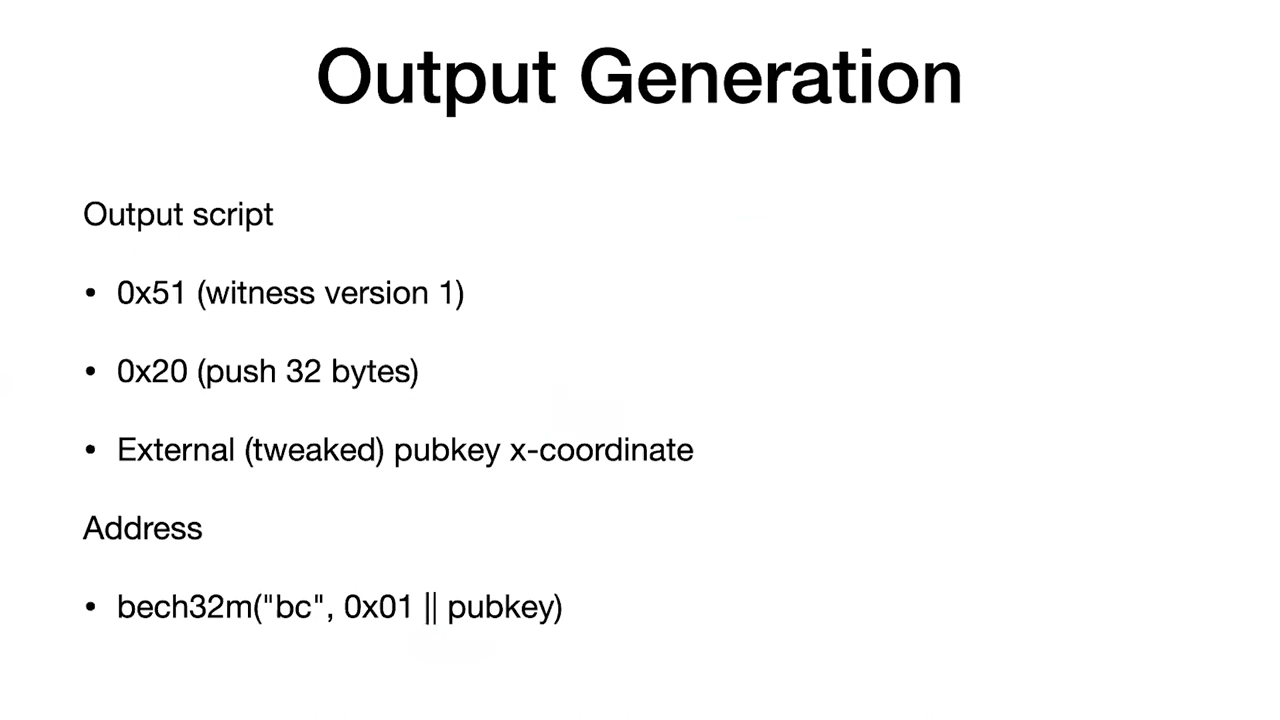 Output Generation
Output script
• 0x51 (witness version 1)
• 0x20 (push 32 bytes)
• External (tweaked) pubkey x-coordinate
Address
• bech32m("bc", 0x01 || pubkey)